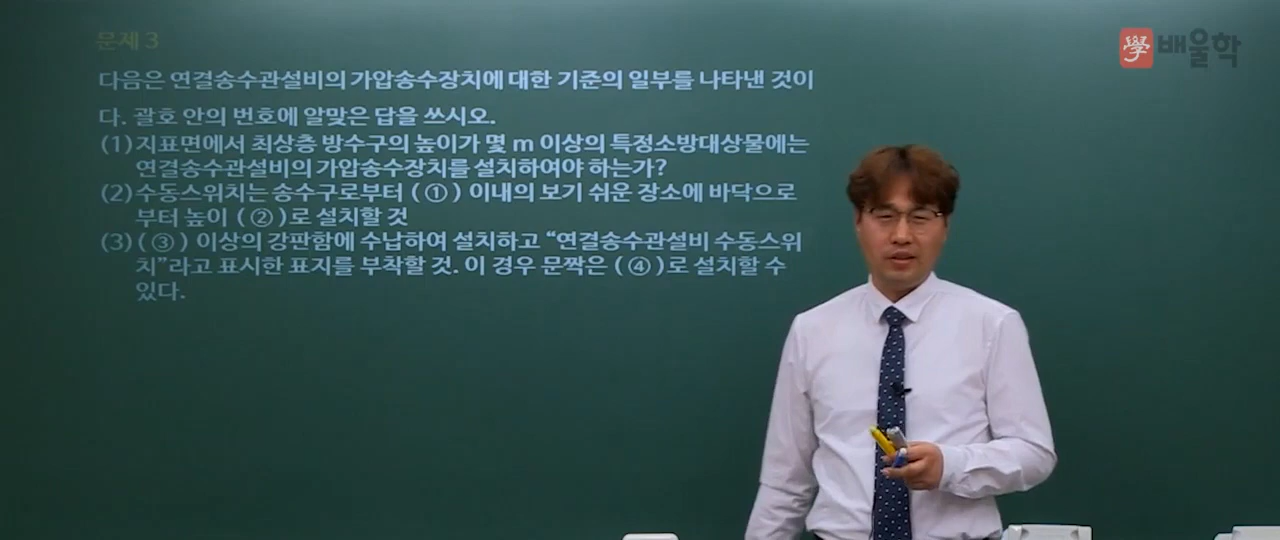 문제 3
學 배울학
다음은 연결송수관설비의 가압송수장치에 대한 기준의 일부를 나타낸 것이
다. 괄호 안의 번호에 알맞은 답을 쓰시오.
(1) 지표면에서 최상층 방수구의 높이가 몇 m 이상의 특정소방대상물에는
연결송수관설비의 가압송수장치를 설치하여야 하는가?
(2) 수동스위치는 송수구로부터 ( ① ) 이내의 보기 쉬운 장소에 바닥으로
부터 높이 ( ② )로 설치할 것
(3) ( ③ ) 이상의 강판함에 수납하여 설치하고 “연결송수관설비 수동스위
치”라고 표시한 표지를 부착할 것. 이 경우 문짝은 ( ④ )로 설치할 수
있다.